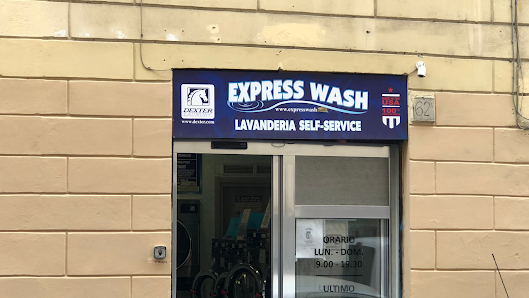 EXPRESS WASH
www.expresswash
DEXTER
www.dexter.com
LAVANDERIA SELF-SERVICE
USA
62
ORARIO
LUN. - DOM.
9.00 - 19.30
ULTIMO